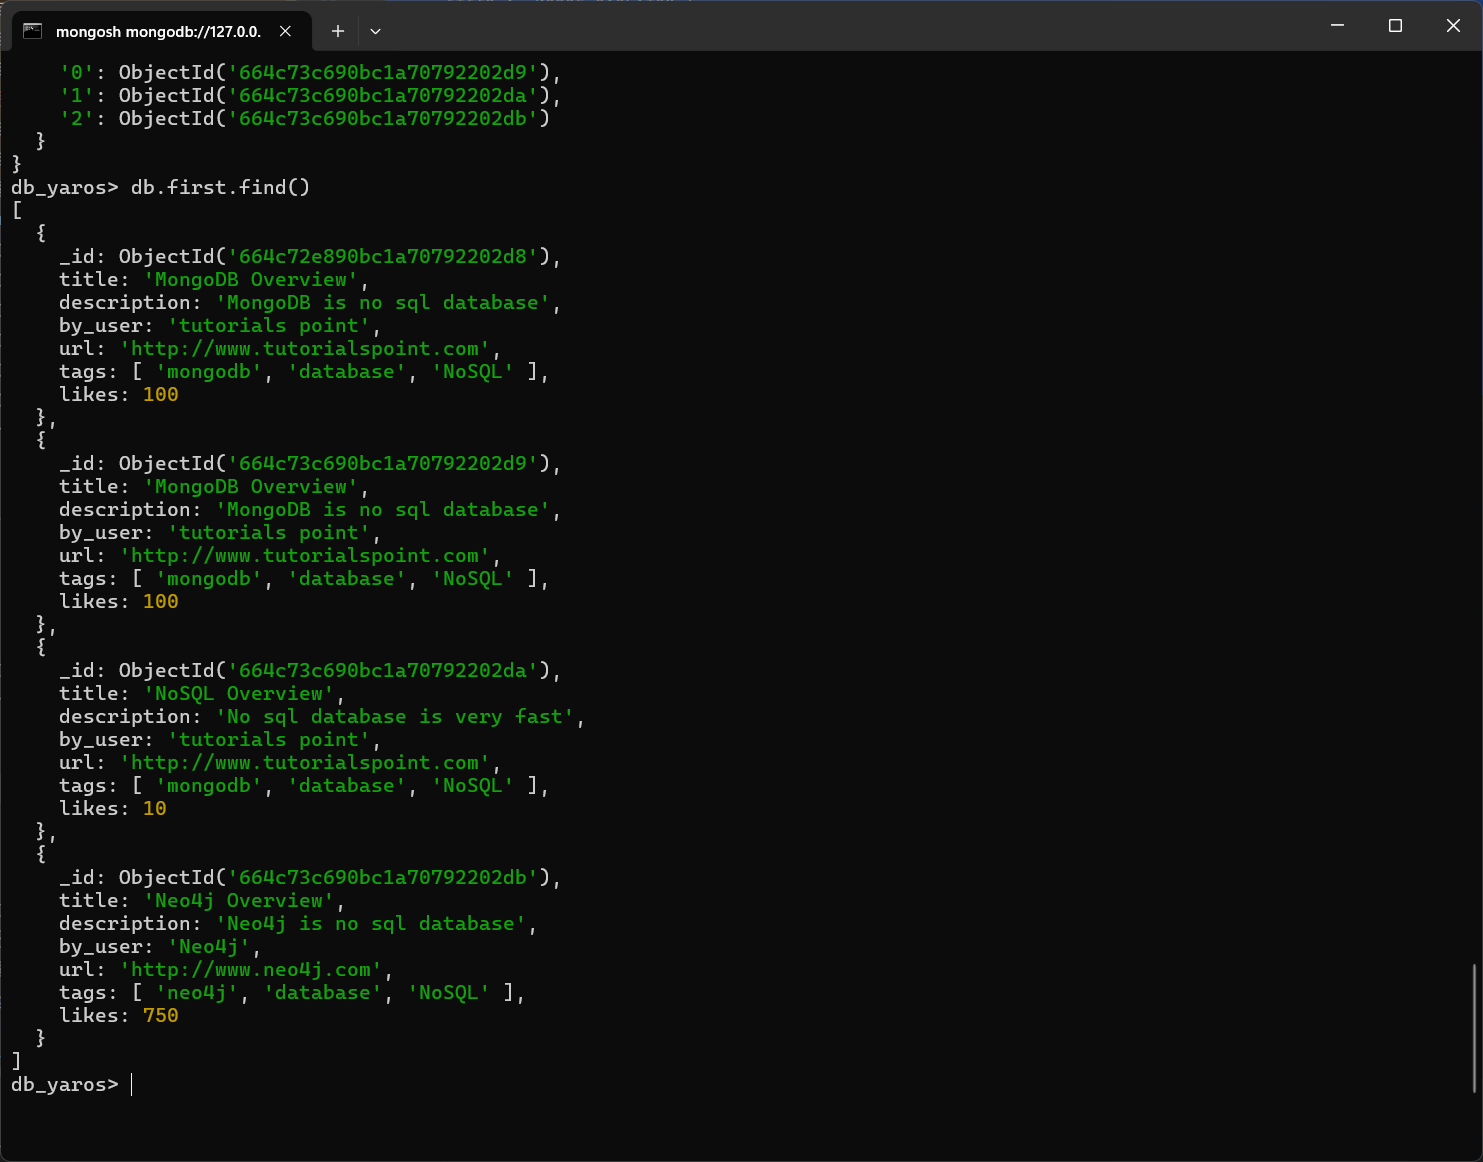 mongosh mongodb://127.0.0.
'0': ObjectId('664c73c690bc1a70792202d9'),
'1': ObjectId('664c73c690bc1a70792202da'),
'2': ObjectId('664c73c690bc1a70792202db')
}
}
db_yaros> db.first.find()
[
{
_id: ObjectId('664c72e890bc1a70792202d8'),
title: 'MongoDB Overview',
description: 'MongoDB is no sql database',
by_user: 'tutorials point',
url: 'http://www.tutorialspoint.com',
tags: [ 'mongodb', 'database', 'NoSQL' ],
likes: 100
},
{
_id: ObjectId('664c73c690bc1a70792202d9'),
title: 'MongoDB Overview',
description: 'MongoDB is no sql database',
by_user: 'tutorials point',
url: 'http://www.tutorialspoint.com',
tags: [ 'mongodb', 'database', 'NoSQL' ],
likes: 100
},
{
_id: ObjectId('664c73c690bc1a70792202da'),
title: 'NoSQL Overview',
description: 'No sql database is very fast',
by_user: 'tutorials point',
url: 'http://www.tutorialspoint.com',
tags: [ 'mongodb', 'database', 'NoSQL' ],
likes: 10
},
{
_id: ObjectId('664c73c690bc1a70792202db'),
title: 'Neo4j Overview',
description: 'Neo4j is no sql database',
by_user: 'Neo4j',
url: 'http://www.neo4j.com',
tags: [ 'neo4j', 'database', 'NoSQL' ],
likes: 750
}
]
db_yaros>